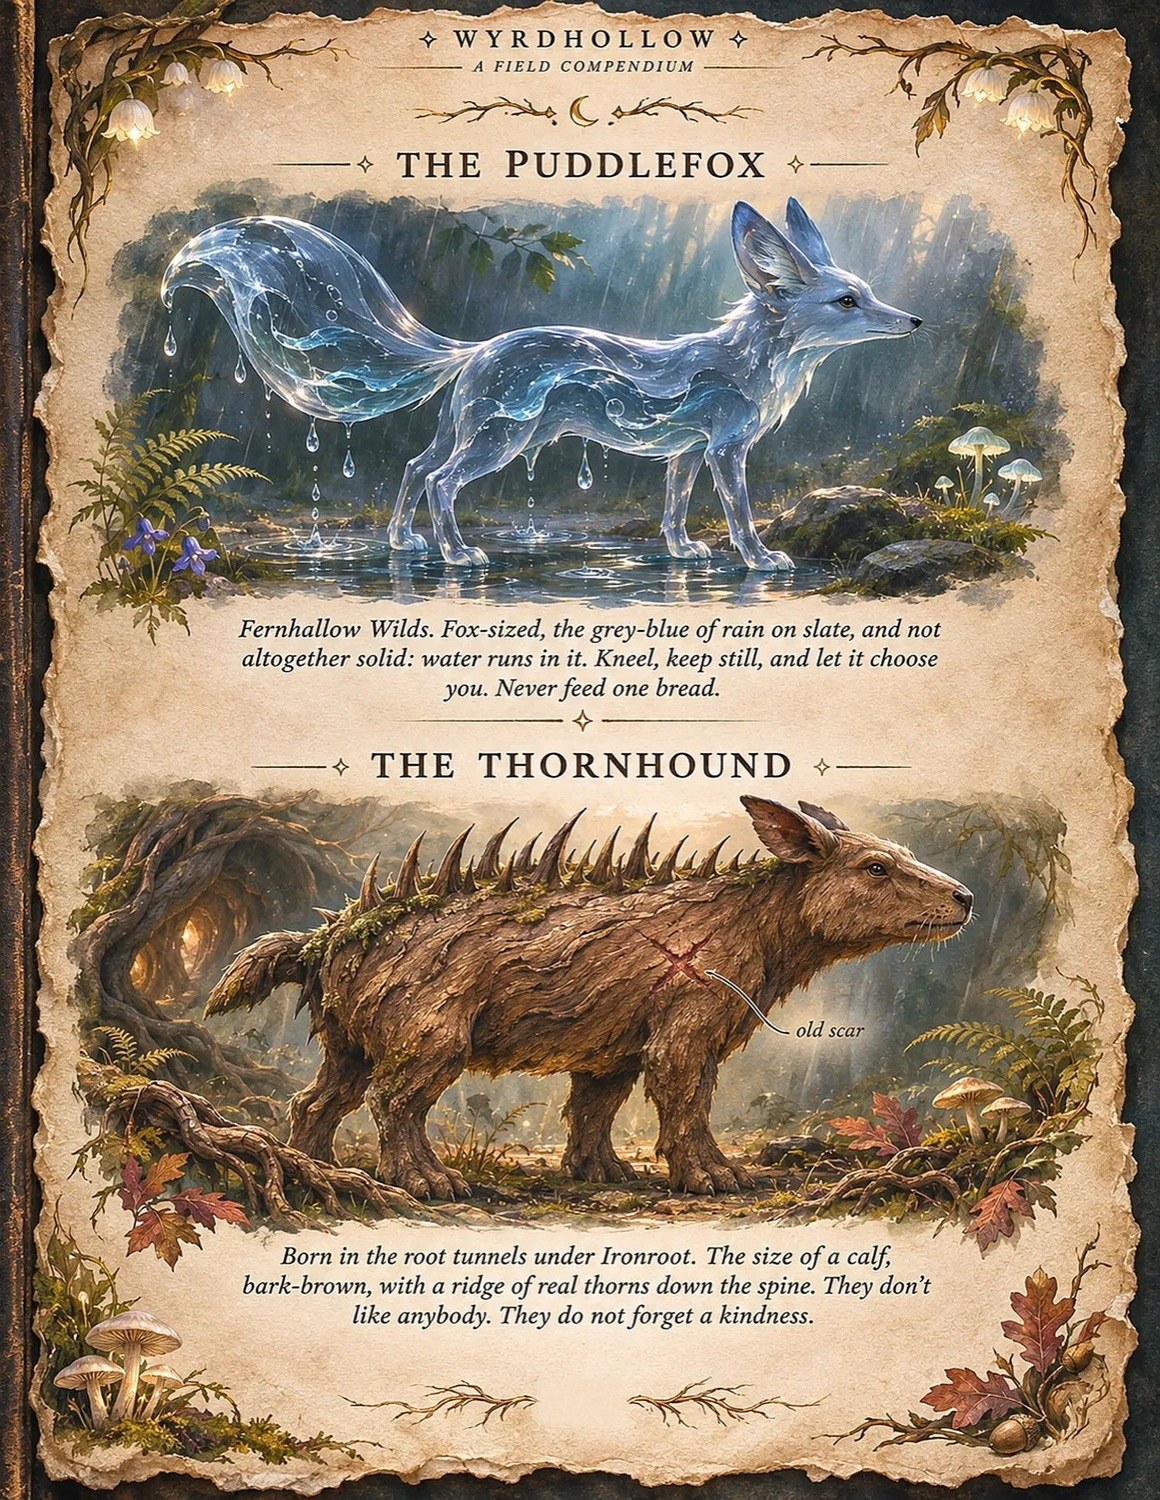 WYRDHOLLOW
A FIELD COMPENDIUM
THE PUDDLEFOX
Fernhallow Wilds. Fox-sized, the grey-blue of rain on slate, and not
altogether solid: water runs in it. Kneel, keep still, and let it choose
you. Never feed one bread.
THE THORNHOUND
old scar
Born in the root tunnels under Ironroot. The size of a calf,
bark-brown, with a ridge of real thorns down the spine. They don’t
like anybody. They do not forget a kindness.